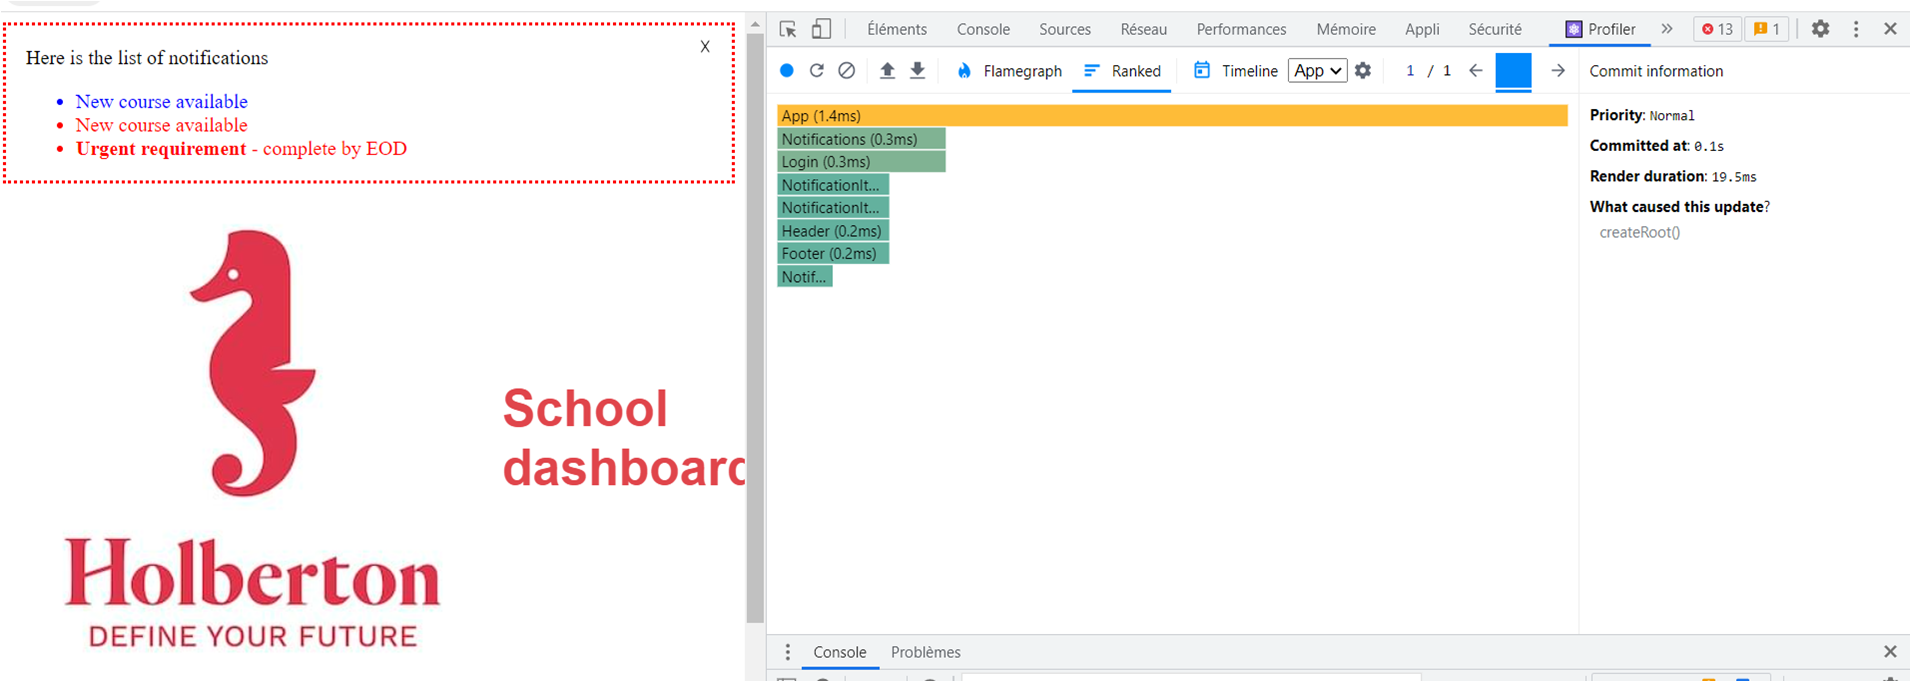 Here is the list of notifications
X
New course available
New course available
Urgent requirement - complete by EOD
School
dashboard
Holberton
DEFINE YOUR FUTURE
Éléments Console Sources Réseau Performances Mémoire Appli Sécurité Profiler » 13 1
Flamegraph Ranked Timeline App 1 / 1
App (1.4ms)
Notifications (0.3ms)
Login (0.3ms)
NotificationIt...
NotificationIt...
Header (0.2ms)
Footer (0.2ms)
Notif...
Commit information
Priority: Normal
Committed at: 0.1s
Render duration: 19.5ms
What caused this update?
createRoot()
Console Problèmes